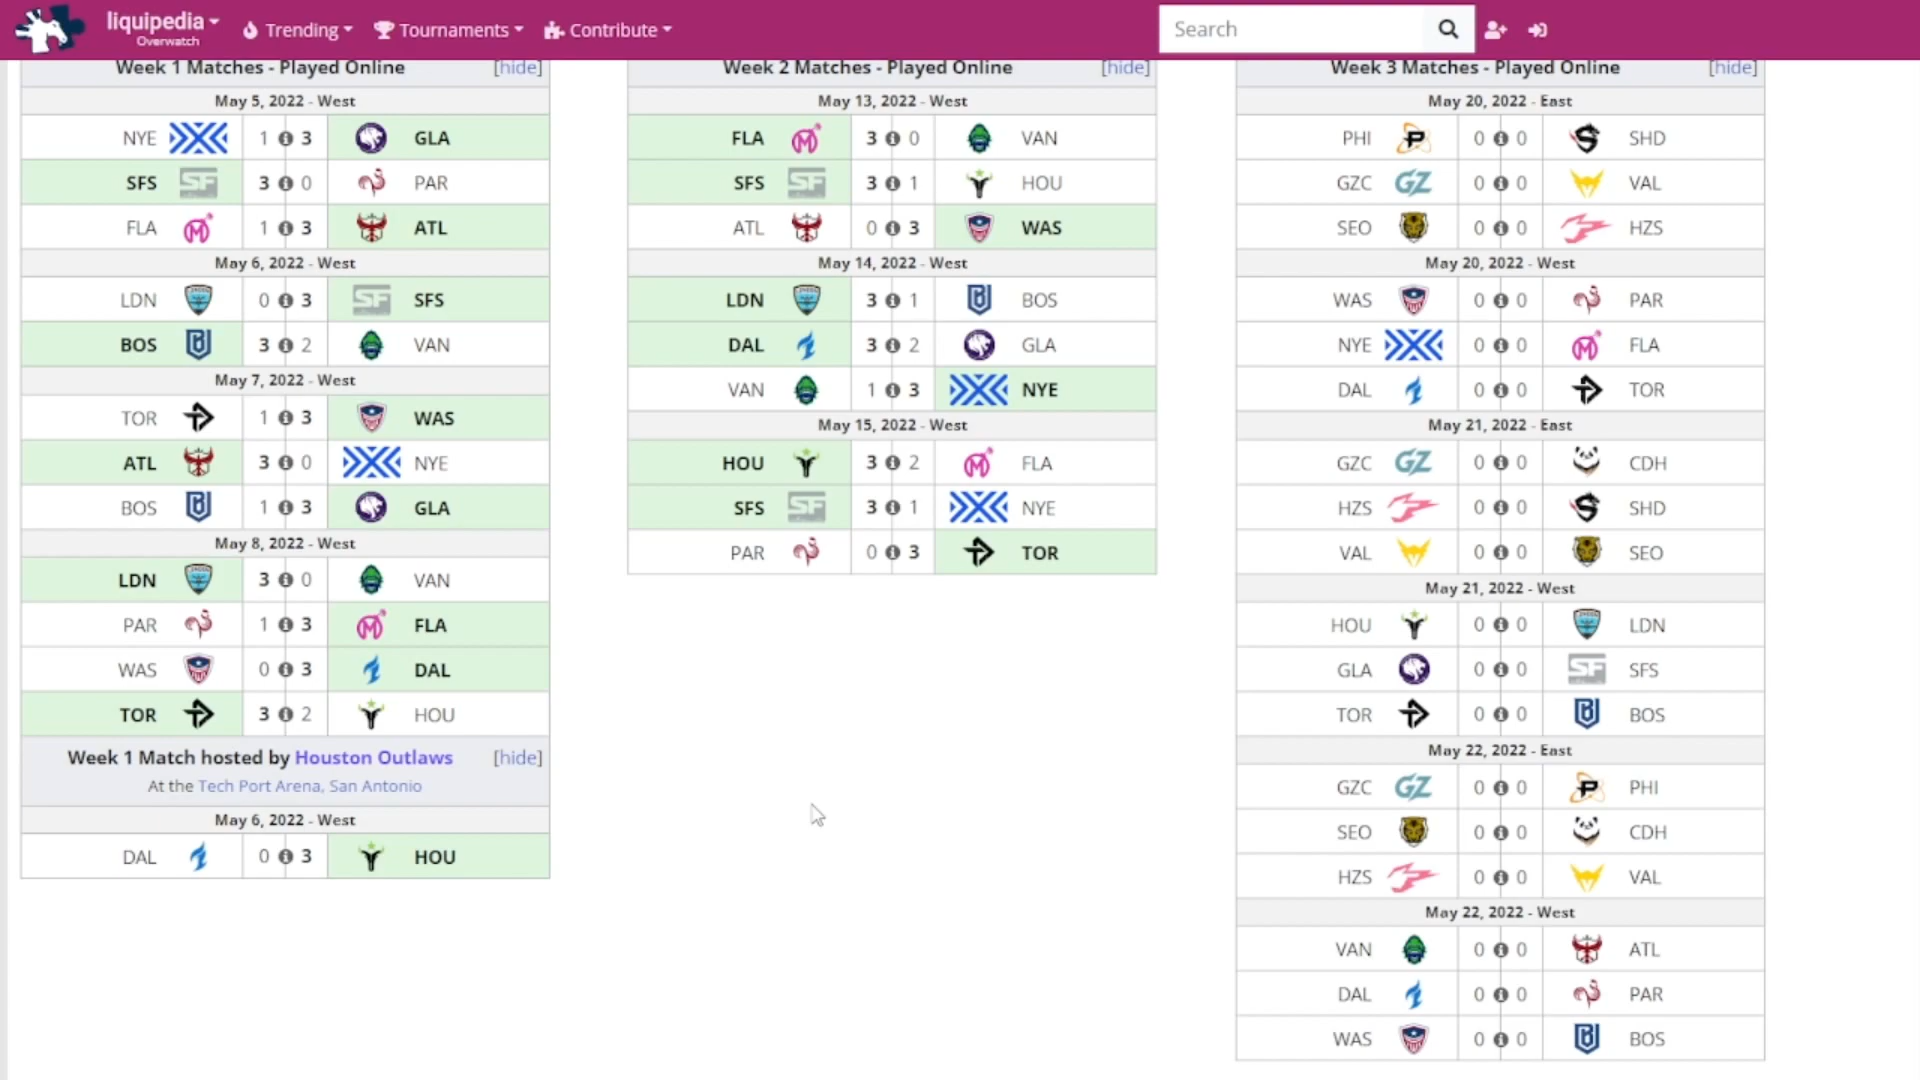 liquipedia
Overwatch
Trending
Tournaments
Contribute
Search
Week 1 Matches - Played Online [hide]
May 5, 2022 - West
NYE 1 3 GLA
SFS SF 3 0 PAR
FLA 1 3 ATL
May 6, 2022 - West
LDN 0 3 SF SFS
BOS 3 2 VAN
May 7, 2022 - West
TOR 1 3 WAS
ATL 3 0 NYE
BOS 1 3 GLA
May 8, 2022 - West
LDN 3 0 VAN
PAR 1 3 FLA
WAS 0 3 DAL
TOR 3 2 HOU
Week 1 Match hosted by Houston Outlaws [hide]
At the Tech Port Arena, San Antonio
May 6, 2022 - West
DAL 0 3 HOU
Week 2 Matches - Played Online [hide]
May 13, 2022 - West
FLA 3 0 VAN
SFS SF 3 1 HOU
ATL 0 3 WAS
May 14, 2022 - West
LDN 3 1 BOS
DAL 3 2 GLA
VAN 1 3 NYE
May 15, 2022 - West
HOU 3 2 FLA
SFS SF 3 1 NYE
PAR 0 3 TOR
Week 3 Matches - Played Online [hide]
May 20, 2022 - East
PHI 0 0 SHD
GZC GZ 0 0 VAL
SEO 0 0 HZS
May 20, 2022 - West
WAS 0 0 PAR
NYE 0 0 FLA
DAL 0 0 TOR
May 21, 2022 - East
GZC GZ 0 0 CDH
HZS 0 0 SHD
VAL 0 0 SEO
May 21, 2022 - West
HOU 0 0 LDN
GLA 0 0 SF SFS
TOR 0 0 BOS
May 22, 2022 - East
GZC GZ 0 0 PHI
SEO 0 0 CDH
HZS 0 0 VAL
May 22, 2022 - West
VAN 0 0 ATL
DAL 0 0 PAR
WAS 0 0 BOS